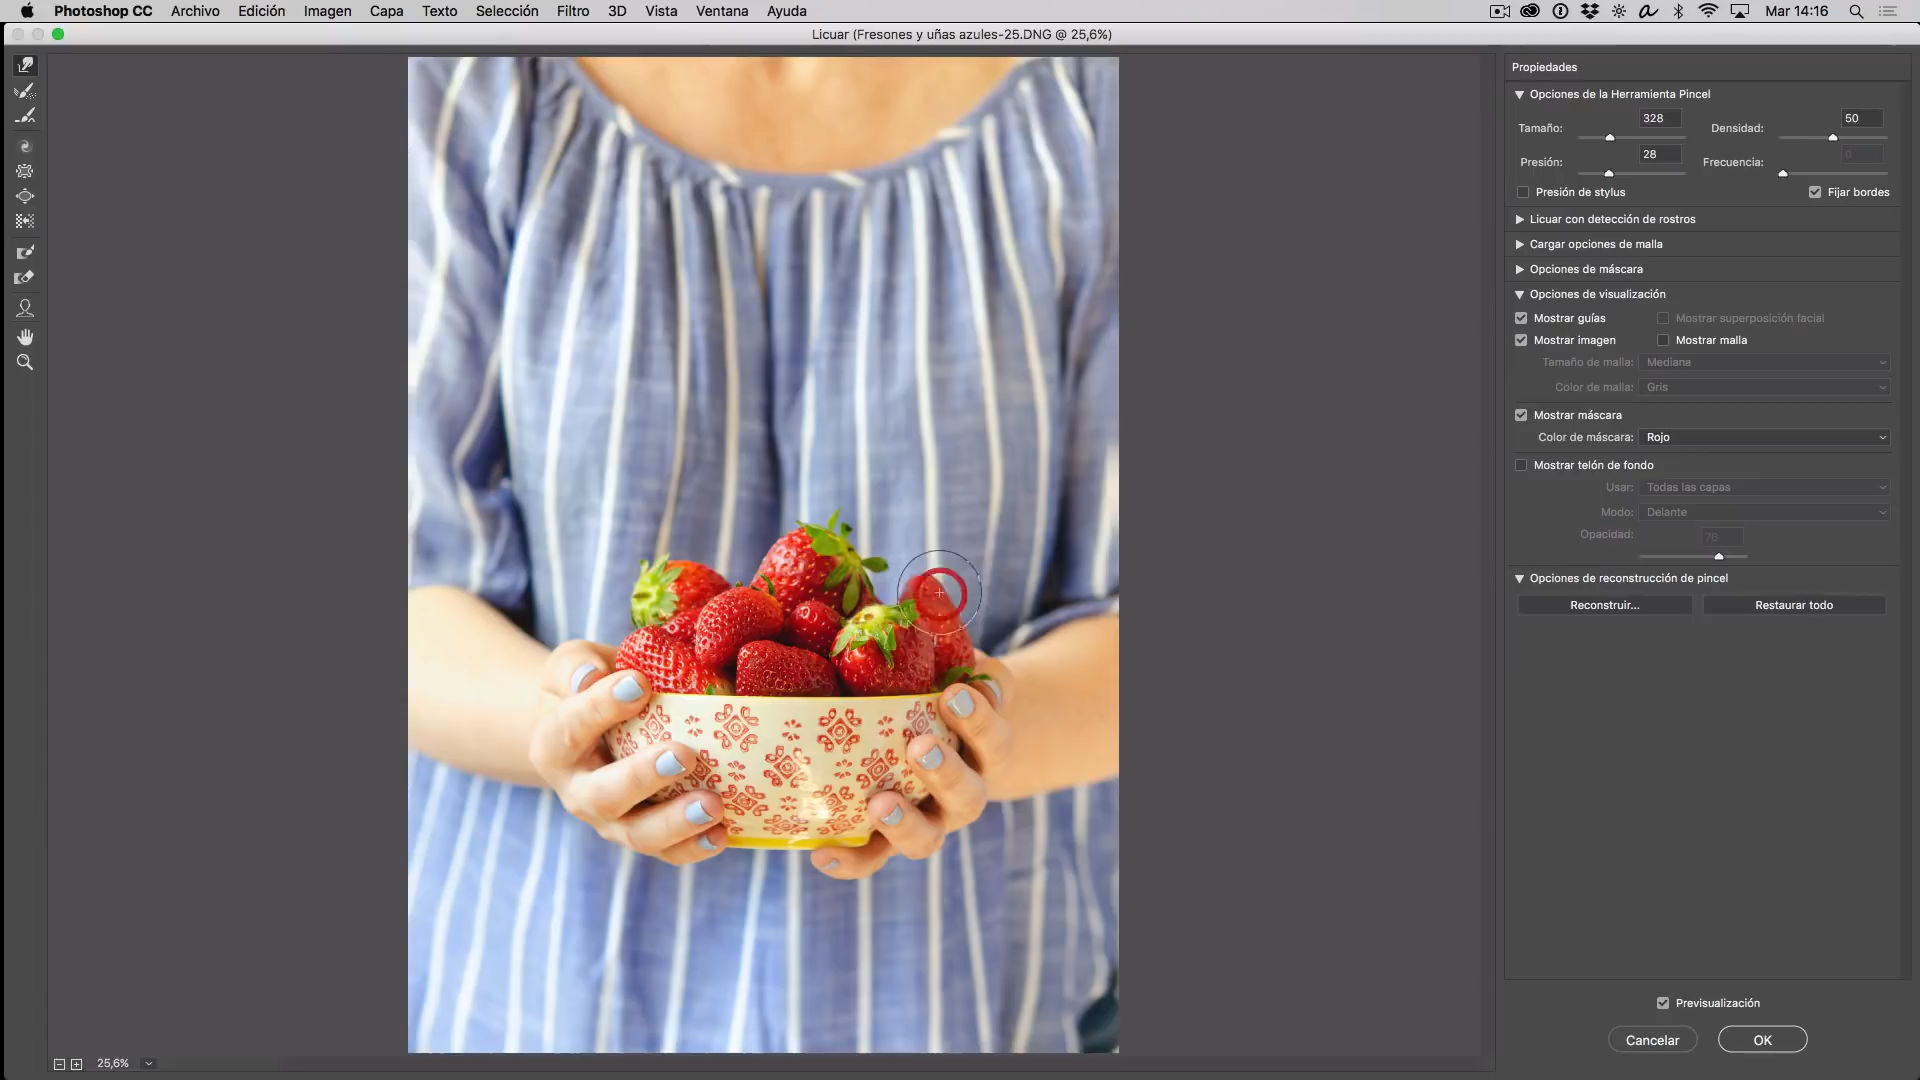 Photoshop CC Archivo Edición Imagen Capa Texto Selección Filtro 3D Vista Ventana Ayuda Mar 14:16
Licuar (Fresones y uñas azules-25.DNG @ 25,6%)
Propiedades
Opciones de la Herramienta Pincel
Tamaño: 328 Densidad: 50
Presión: 28 Frecuencia: 0
Presión de stylus Fijar bordes
Licuar con detección de rostros
Cargar opciones de malla
Opciones de máscara
Opciones de visualización
Mostrar guías Mostrar superposición facial
Mostrar imagen Mostrar malla
Tamaño de malla: Mediana
Color de malla: Gris
Mostrar máscara
Color de máscara: Rojo
Mostrar telón de fondo
Usar: Todas las capas
Modo: Delante
Opacidad: 76
Opciones de reconstrucción de pincel
Reconstruir... Restaurar todo
Previsualización
Cancelar OK
25,6%